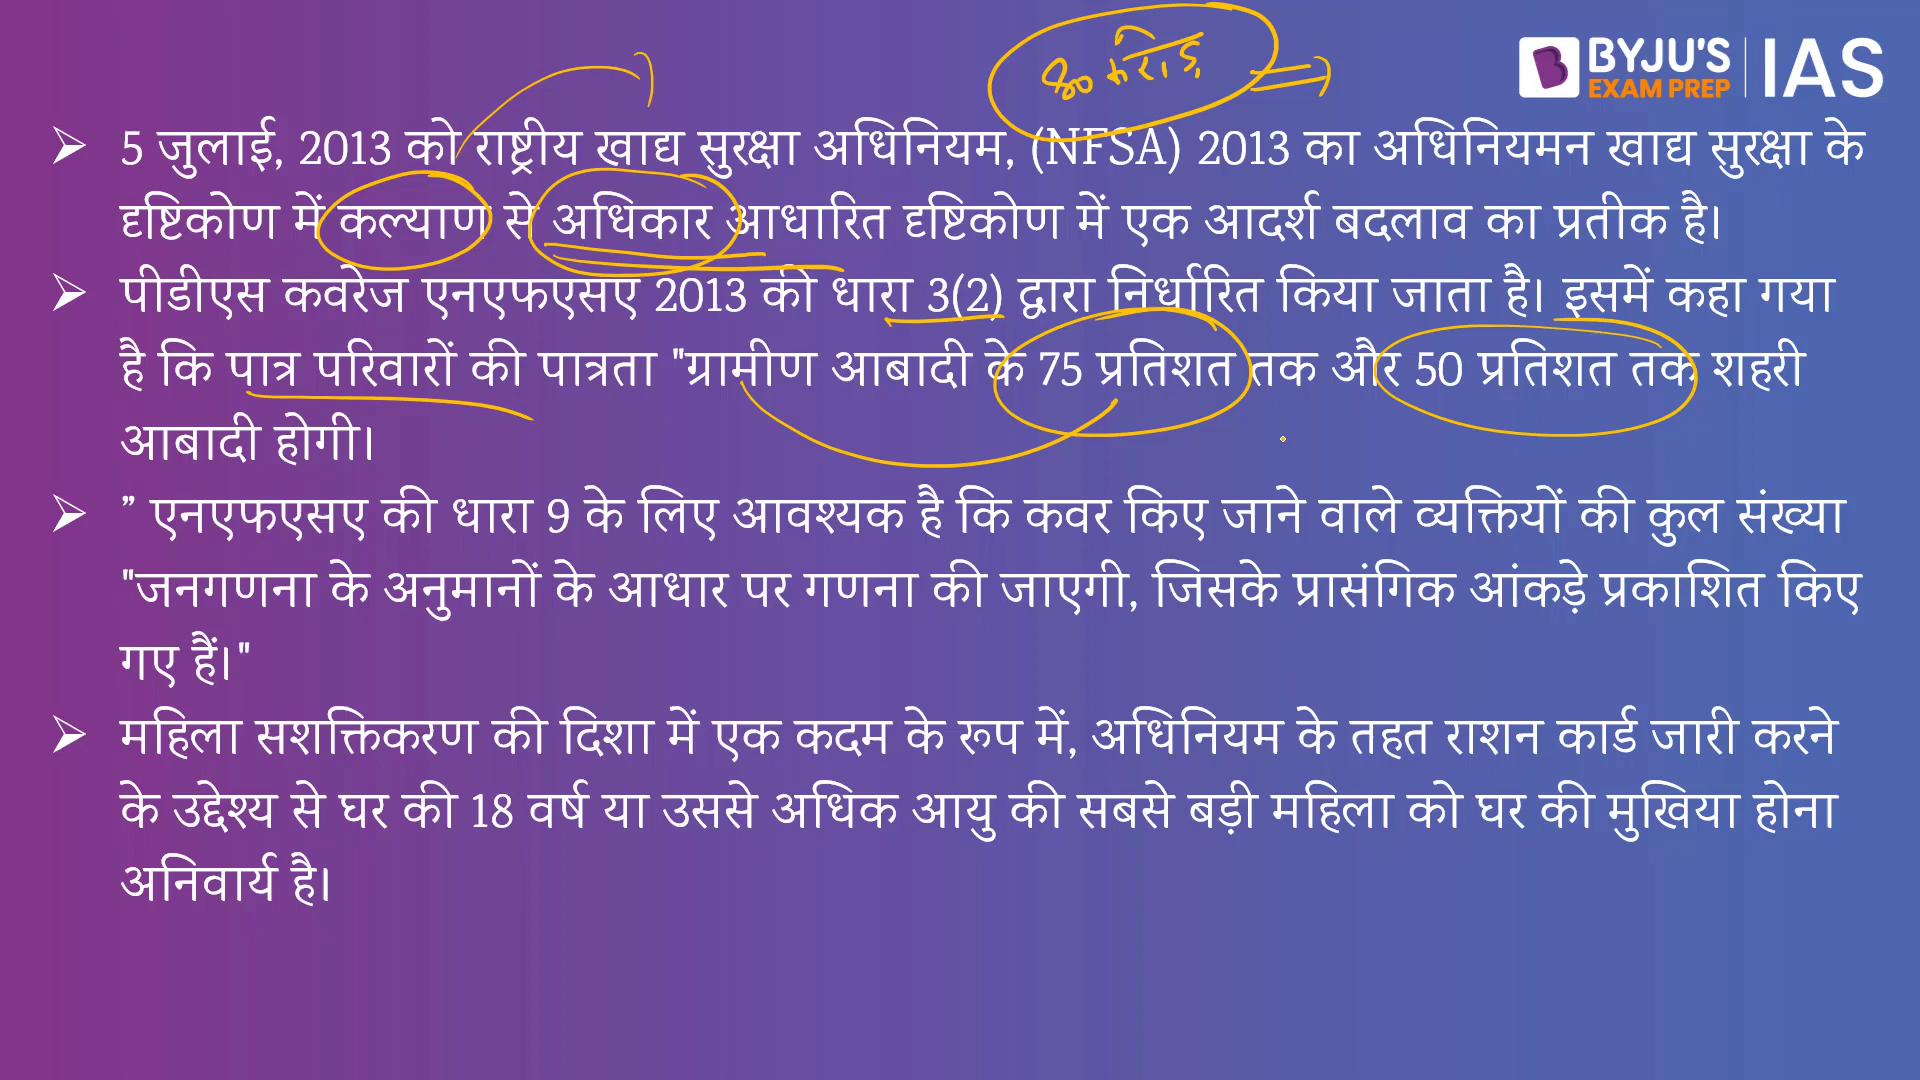 80 करोड़
BYJU'S IAS
EXAM PREP
5 जुलाई, 2013 को राष्ट्रीय खाद्य सुरक्षा अधिनियम, (NFSA) 2013 का अधिनियमन खाद्य सुरक्षा के
दृष्टिकोण में कल्याण से अधिकार आधारित दृष्टिकोण में एक आदर्श बदलाव का प्रतीक है।
पीडीएस कवरेज एनएफएसए 2013 की धारा 3(2) द्वारा निर्धारित किया जाता है। इसमें कहा गया
है कि पात्र परिवारों की पात्रता "ग्रामीण आबादी के 75 प्रतिशत तक और 50 प्रतिशत तक शहरी
आबादी होगी।
” एनएफएसए की धारा 9 के लिए आवश्यक है कि कवर किए जाने वाले व्यक्तियों की कुल संख्या
"जनगणना के अनुमानों के आधार पर गणना की जाएगी, जिसके प्रासंगिक आंकड़े प्रकाशित किए
गए हैं।"
महिला सशक्तिकरण की दिशा में एक कदम के रूप में, अधिनियम के तहत राशन कार्ड जारी करने
के उद्देश्य से घर की 18 वर्ष या उससे अधिक आयु की सबसे बड़ी महिला को घर की मुखिया होना
अनिवार्य है।